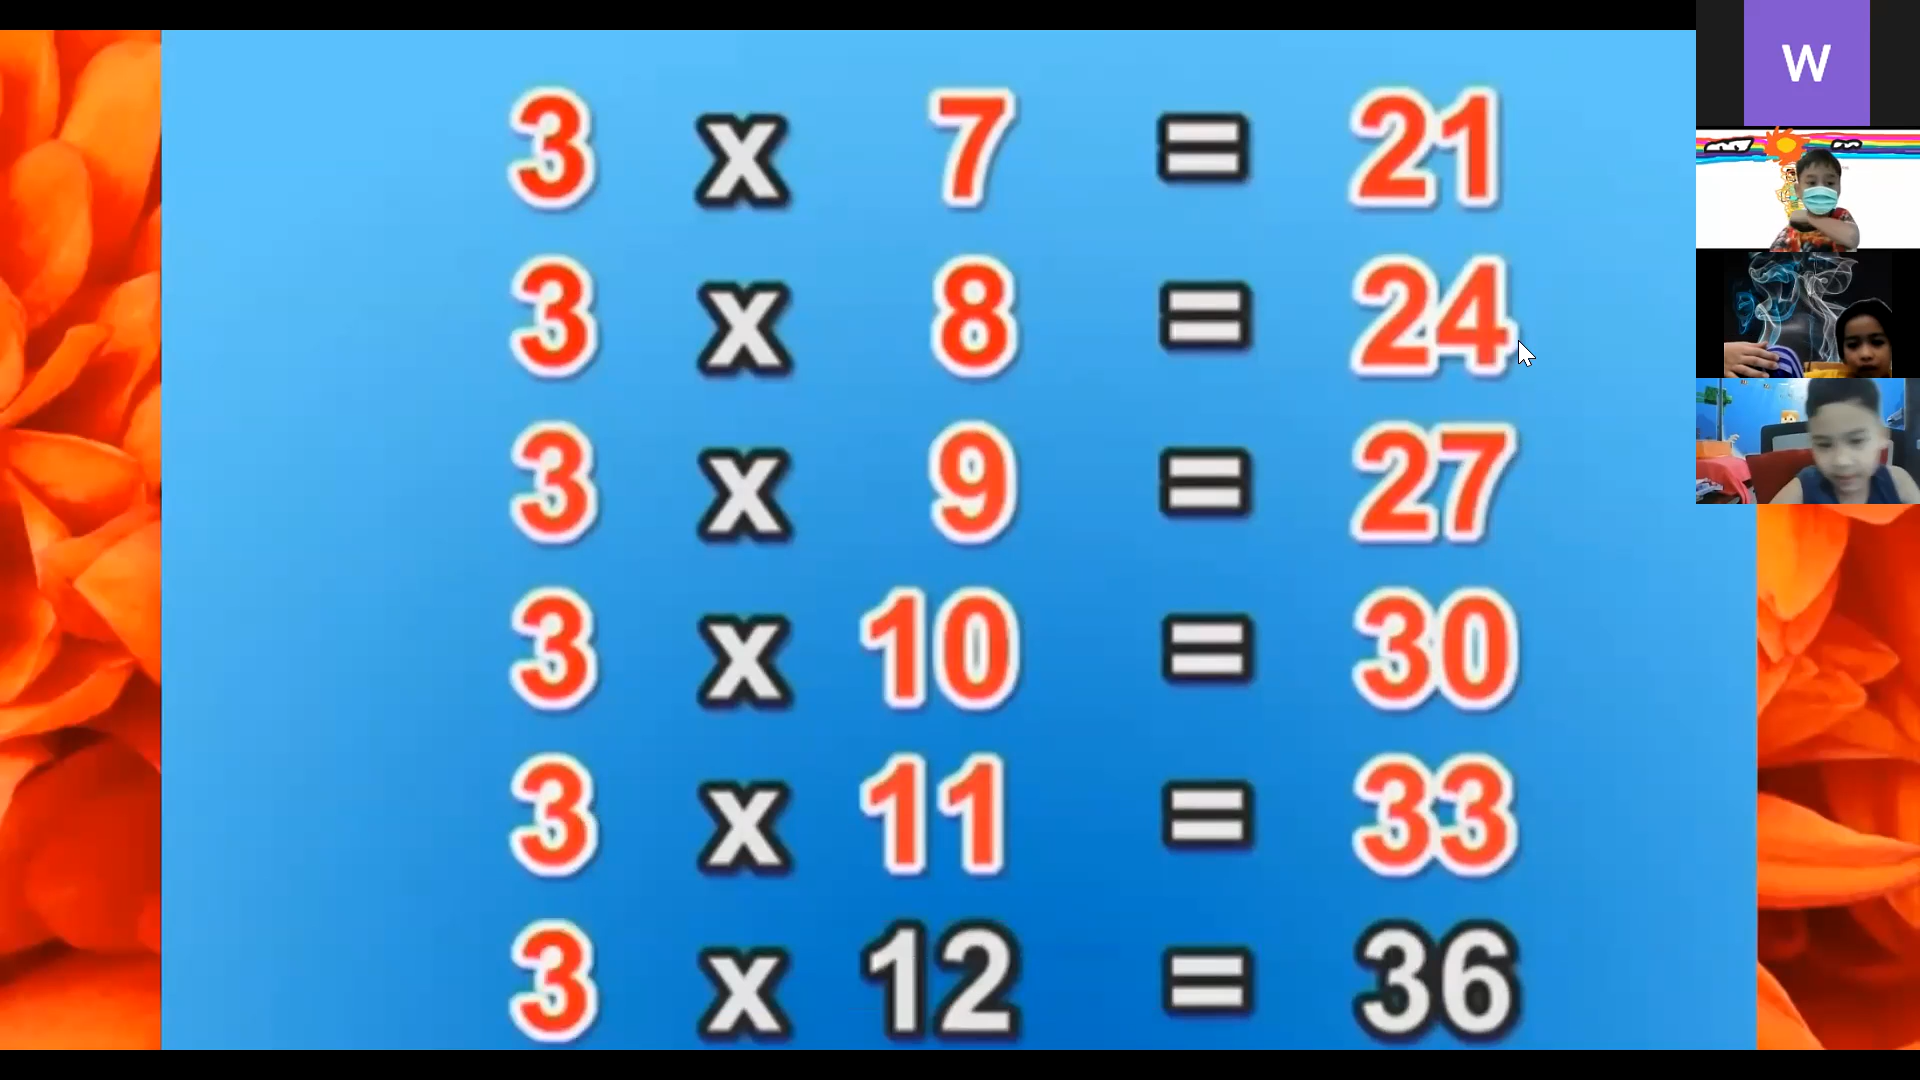 3 x 7 = 21
3 x 8 = 24
3 x 9 = 27
3 x 10 = 30
3 x 11 = 33
3 x 12 = 36
W